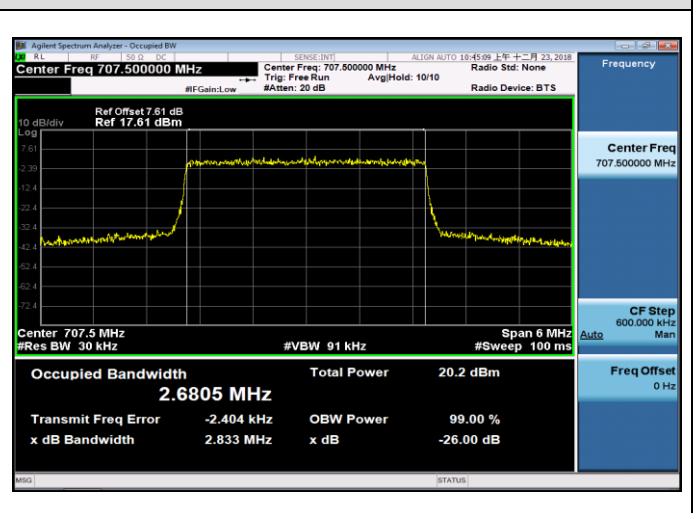 Agilent Spectrum Analyzer - Occupied BW
RL RF 50 Ω DC SENSE:INT ALIGN AUTO 10:45:09 上午 十二月 23, 2018
Center Freq 707.500000 MHz
Center Freq: 707.500000 MHz Radio Std: None
Trig: Free Run Avg|Hold: 10/10
#IFGain:Low #Atten: 20 dB Radio Device: BTS
Ref Offset 7.61 dB
10 dB/div Ref 17.61 dBm
Log
7.61
-2.39
-12.4
-22.4
-32.4
-42.4
-52.4
-62.4
-72.4
Center 707.5 MHz Span 6 MHz
#Res BW 30 kHz #VBW 91 kHz #Sweep 100 ms
Occupied Bandwidth Total Power 20.2 dBm
2.6805 MHz
Transmit Freq Error -2.404 kHz OBW Power 99.00 %
x dB Bandwidth 2.833 MHz x dB -26.00 dB
MSG STATUS
Frequency
Center Freq
707.500000 MHz
CF Step
600.000 kHz
Auto Man
Freq Offset
0 Hz